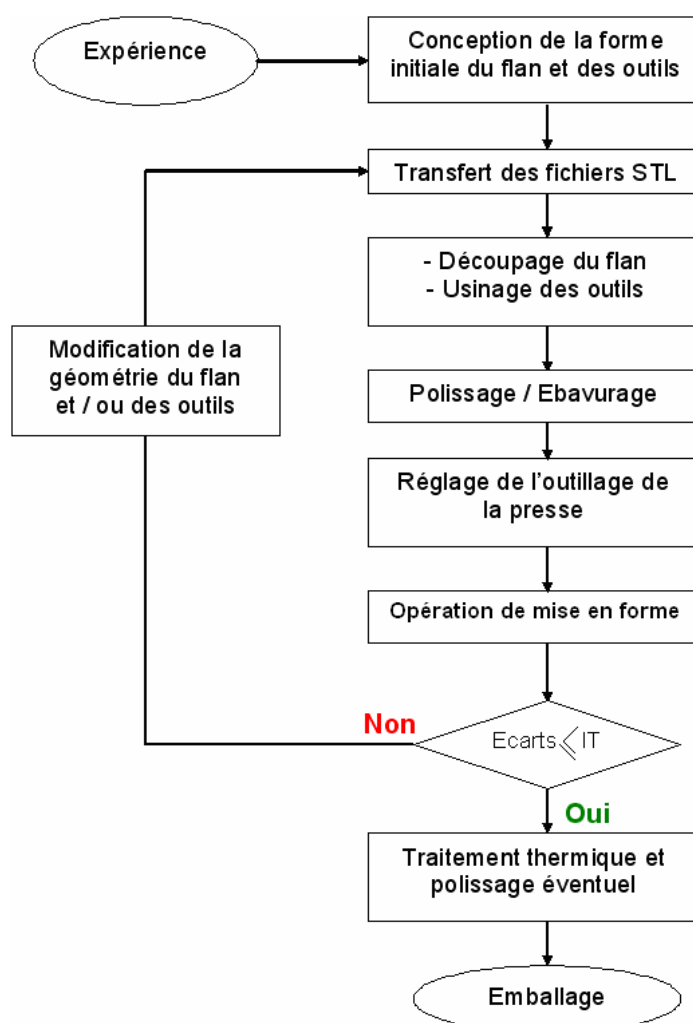 Expérience
Conception de la forme
initiale du flan et des outils
Transfert des fichiers STL
- Découpage du flan
- Usinage des outils
Modification de la
géométrie du flan
et / ou des outils
Polissage / Ebavurage
Réglage de l'outillage de
la presse
Opération de mise en forme
Non
Ecarts ⩽ IT
Oui
Traitement thermique et
polissage éventuel
Emballage